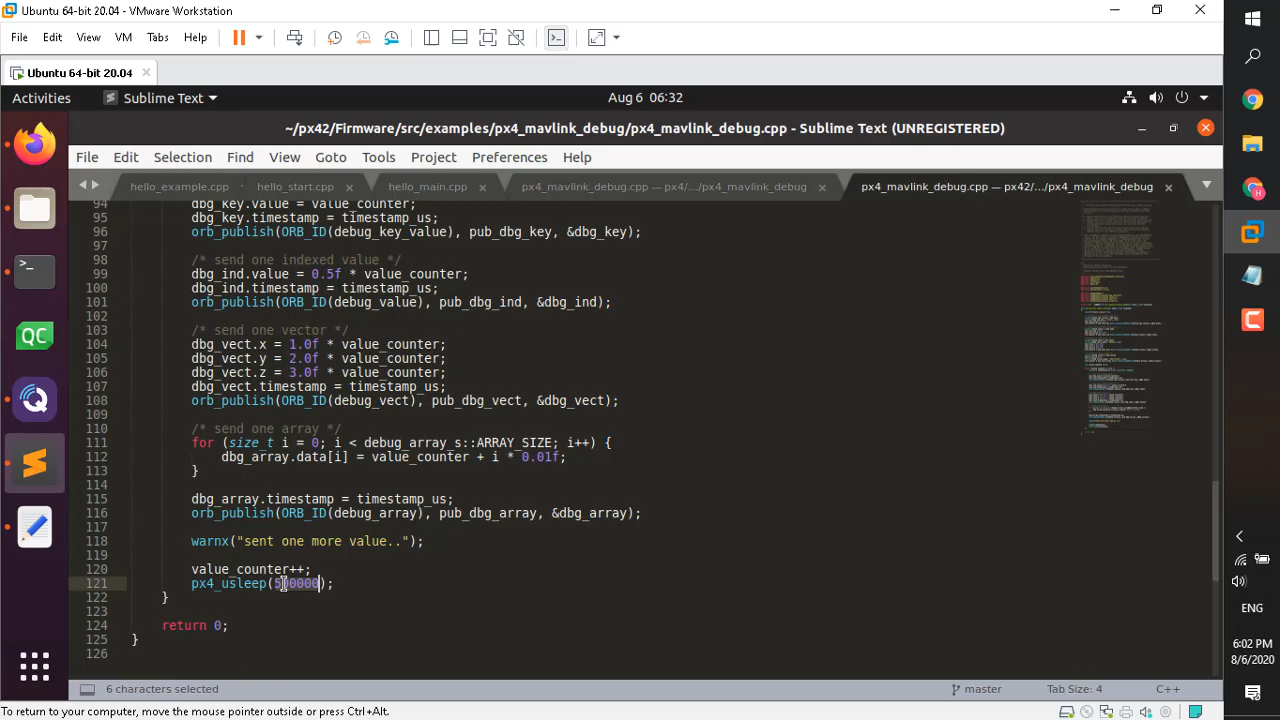 Ubuntu 64-bit 20.04 - VMware Workstation
File Edit View VM Tabs Help
Ubuntu 64-bit 20.04
Activities Sublime Text Aug 6 06:32
~/px42/Firmware/src/examples/px4_mavlink_debug/px4_mavlink_debug.cpp - Sublime Text (UNREGISTERED)
File Edit Selection Find View Goto Tools Project Preferences Help
hello_example.cpp hello_start.cpp hello_main.cpp px4_mavlink_debug.cpp — px4/.../px4_mavlink_debug px4_mavlink_debug.cpp — px42/.../px4_mavlink_debug
94 dbg_key.value = value_counter;
95 dbg_key.timestamp = timestamp_us;
96 orb_publish(ORB_ID(debug_key_value), pub_dbg_key, &dbg_key);
97
98 /* send one indexed value */
99 dbg_ind.value = 0.5f * value_counter;
100 dbg_ind.timestamp = timestamp_us;
101 orb_publish(ORB_ID(debug_value), pub_dbg_ind, &dbg_ind);
102
103 /* send one vector */
104 dbg_vect.x = 1.0f * value_counter;
105 dbg_vect.y = 2.0f * value_counter;
106 dbg_vect.z = 3.0f * value_counter;
107 dbg_vect.timestamp = timestamp_us;
108 orb_publish(ORB_ID(debug_vect), pub_dbg_vect, &dbg_vect);
109
110 /* send one array */
111 for (size_t i = 0; i < debug_array_s::ARRAY_SIZE; i++) {
112 dbg_array.data[i] = value_counter + i * 0.01f;
113 }
114
115 dbg_array.timestamp = timestamp_us;
116 orb_publish(ORB_ID(debug_array), pub_dbg_array, &dbg_array);
117
118 warnx("sent one more value..");
119
120 value_counter++;
121 px4_usleep(500000);
122 }
123
124 return 0;
125 }
126
6 characters selected master Tab Size: 4 C++
To return to your computer, move the mouse pointer outside or press Ctrl+Alt.
QC
ENG
6:02 PM
8/6/2020